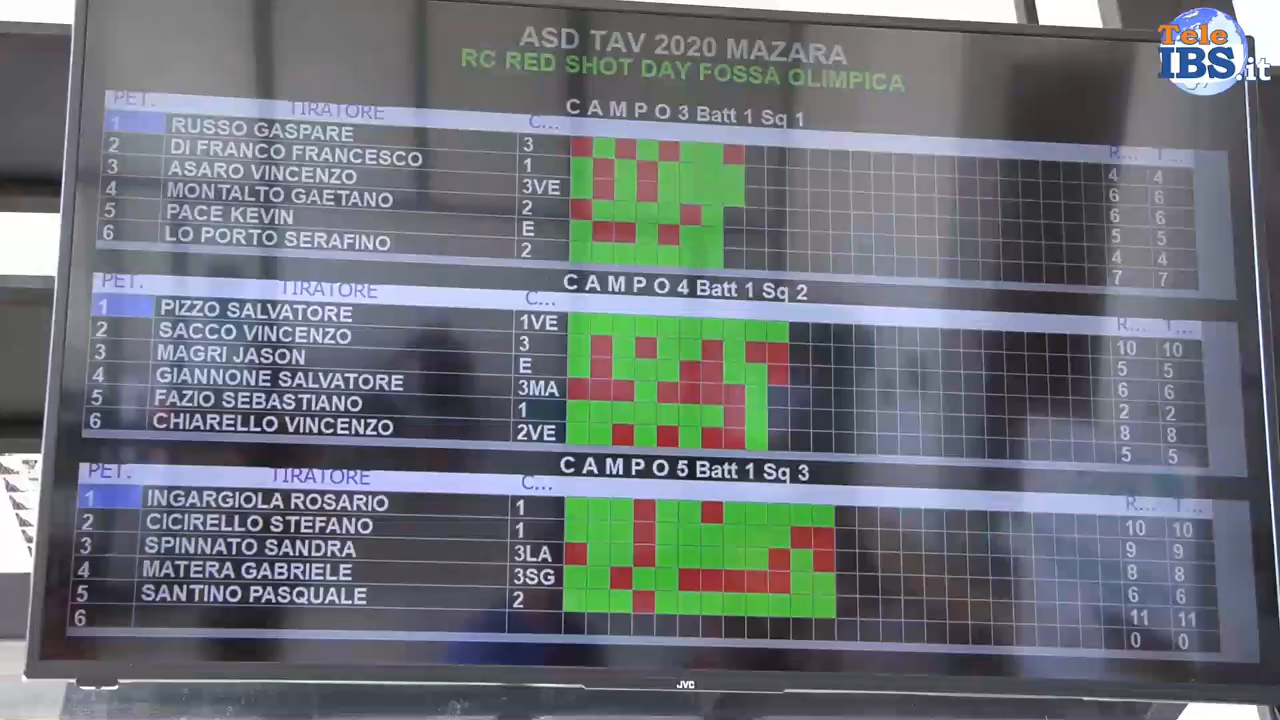 Tele
IBS.it
ASD TAV 2020 MAZARA
RC RED SHOT DAY FOSSA OLIMPICA
CAMPO 3 Batt 1 Sq 1
PET. TIRATORE C... R... T...
1 RUSSO GASPARE 3 4 4
2 DI FRANCO FRANCESCO 1 6 6
3 ASARO VINCENZO 3VE 6 6
4 MONTALTO GAETANO 2 5 5
5 PACE KEVIN E 4 4
6 LO PORTO SERAFINO 2 7 7
CAMPO 4 Batt 1 Sq 2
PET. TIRATORE C... R... T...
1 PIZZO SALVATORE 1VE 10 10
2 SACCO VINCENZO 3 5 5
3 MAGRI JASON E 6 6
4 GIANNONE SALVATORE 3MA 2 2
5 FAZIO SEBASTIANO 1 8 8
6 CHIARELLO VINCENZO 2VE 5 5
CAMPO 5 Batt 1 Sq 3
PET. TIRATORE C... R... T...
1 INGARGIOLA ROSARIO 1 10 10
2 CICIRELLO STEFANO 1 9 9
3 SPINNATO SANDRA 3LA 8 8
4 MATERA GABRIELE 3SG 6 6
5 SANTINO PASQUALE 2 11 11
6 0 0
JVC